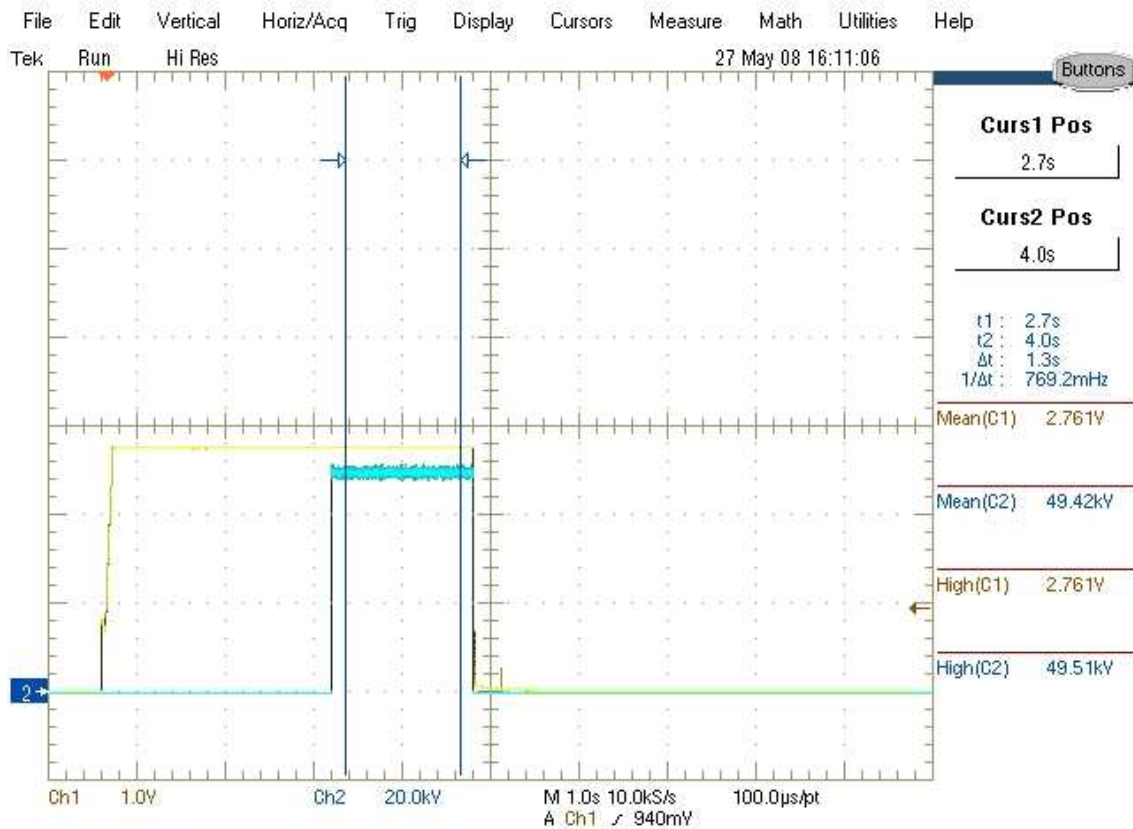 File Edit Vertical Horiz/Acq Trig Display Cursors Measure Math Utilities Help
Tek Run Hi Res 27 May 08 16:11:06
Buttons
Curs1 Pos
2.7s
Curs2 Pos
4.0s
t1 : 2.7s
t2 : 4.0s
Δt : 1.3s
1/Δt : 769.2mHz
Mean(C1) 2.761V
Mean(C2) 49.42kV
High(C1) 2.761V
High(C2) 49.51kV
2
Ch1 1.0V Ch2 20.0kV M 1.0s 10.0kS/s 100.0µs/pt
A Ch1 ∕ 940mV